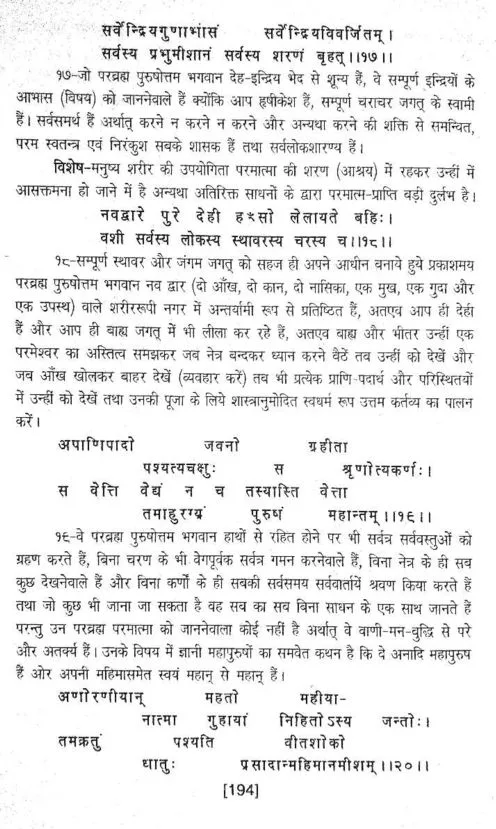 सर्वेन्द्रियगुणाभासं सर्वेन्द्रियविवर्जितम् ।
सर्वस्य प्रभुमीशानं सर्वस्य शरणं बृहत् ।।१७।।
१७-जो परव्रह्म पुरुषोत्तम भगवान देह-इन्द्रिय भेद से शून्य हैं, वे सम्पूर्ण इन्द्रियों के
आभास (विषय) को जाननेवाले हैं क्योंकि आप हृषीकेश हैं, सम्पूर्ण चराचर जगत् के स्वामी
हैं। सर्वसमर्थ हैं अर्थात् करने न करने न करने और अन्यथा करने की शक्ति से समन्वित,
परम स्वतन्त्र एवं निरंकुश सबके शासक हैं तथा सर्वलोकशारण्य हैं।
विशेष-मनुष्य शरीर की उपयोगिता परमात्मा की शरण (आश्रय) में रहकर उन्हीं में
आसक्तमना हो जाने में है अन्यथा अतिरिक्त साधनों के द्वारा परमात्म-प्राप्ति बड़ी दुर्लभ है।
नवद्वारे पुरे देही हꣳसो लेलायते बहिः।
वशी सर्वस्य लोकस्य स्थावरस्य चरस्य च।।१८।।
१८-सम्पूर्ण स्थावर और जंगम जगत् को सहज ही अपने आधीन बनाये हुये प्रकाशमय
परव्रह्म पुरुषोत्तम भगवान नव द्वार (दो आँख, दो कान, दो नासिका, एक मुख, एक गुदा और
एक उपस्थ) वाले शरीररूपी नगर में अन्तर्यामी रूप से प्रतिष्ठित हैं, अतएव आप ही देही
हैं और आप ही बाह्य जगत् में भी लीला कर रहे हैं, अतएव बाह्य और भीतर उन्हीं एक
परमेश्वर का अस्तित्व समझकर जब नेत्र बन्दकर ध्यान करने बैठें तव उन्हीं को देखें और
जब आँख खोलकर बाहर देखें (व्यवहार करें) तव भी प्रत्येक प्राणि-पदार्थ और परिस्थितयों
में उन्हीं को देखें तथा उनकी पूजा के लिये शास्त्रानुमोदित स्वधर्म रूप उत्तम कर्तव्य का पालन
करें।
अपाणिपादो जवनो ग्रहीता
पश्यत्यचक्षुः स श्रृणोत्यकर्णः।
स वेत्ति वेद्यं न च तस्यास्ति वेत्ता
तमाहुरग्र्यं पुरुषं महान्तम्।।१९।।
१९-वे परव्रह्म पुरुषोत्तम भगवान हाथों से रहित होने पर भी सर्वत्र सर्ववस्तुओं को
ग्रहण करते हैं, बिना चरण के भी वेगपूर्वक सर्वत्र गमन करनेवाले हैं, बिना नेत्र के ही सब
कुछ देखनेवाले हैं और बिना कर्णों के ही सबकी सर्वसमय सर्ववार्तायें श्रवण किया करते हैं
तथा जो कुछ भी जाना जा सकता है वह सब का सब बिना साधन के एक साथ जानते हैं
परन्तु उन परव्रह्म परमात्मा को जाननेवाला कोई नहीं है अर्थात् वे वाणी-मन-बुद्धि से परे
और अतर्क्य हैं। उनके विषय में ज्ञानी महापुरुषों का समवेत कथन है कि दे अनादि महापुरुष
हैं ओर अपनी महिमासमेत स्वयं महान् से महान् हैं।
अणोरणीयान् महतो महीया-
नात्मा गुहायां निहितोऽस्य जन्तोः।
तमक्रतुं पश्यति वीतशोको
धातुः प्रसादान्महिमानमीशम्।।२०।।
[194]